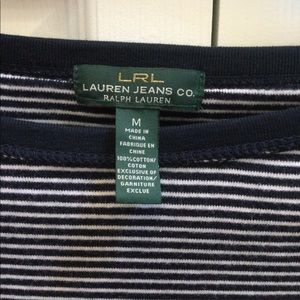 LRL
LAUREN JEANS CO.
RALPH LAUREN
M
MADE IN
CHINA
FABRIQUE EN
CHINE
100%COTTON/
COTON
EXCLUSIVE OF
DECORATION/
GARNITURE
EXCLUE